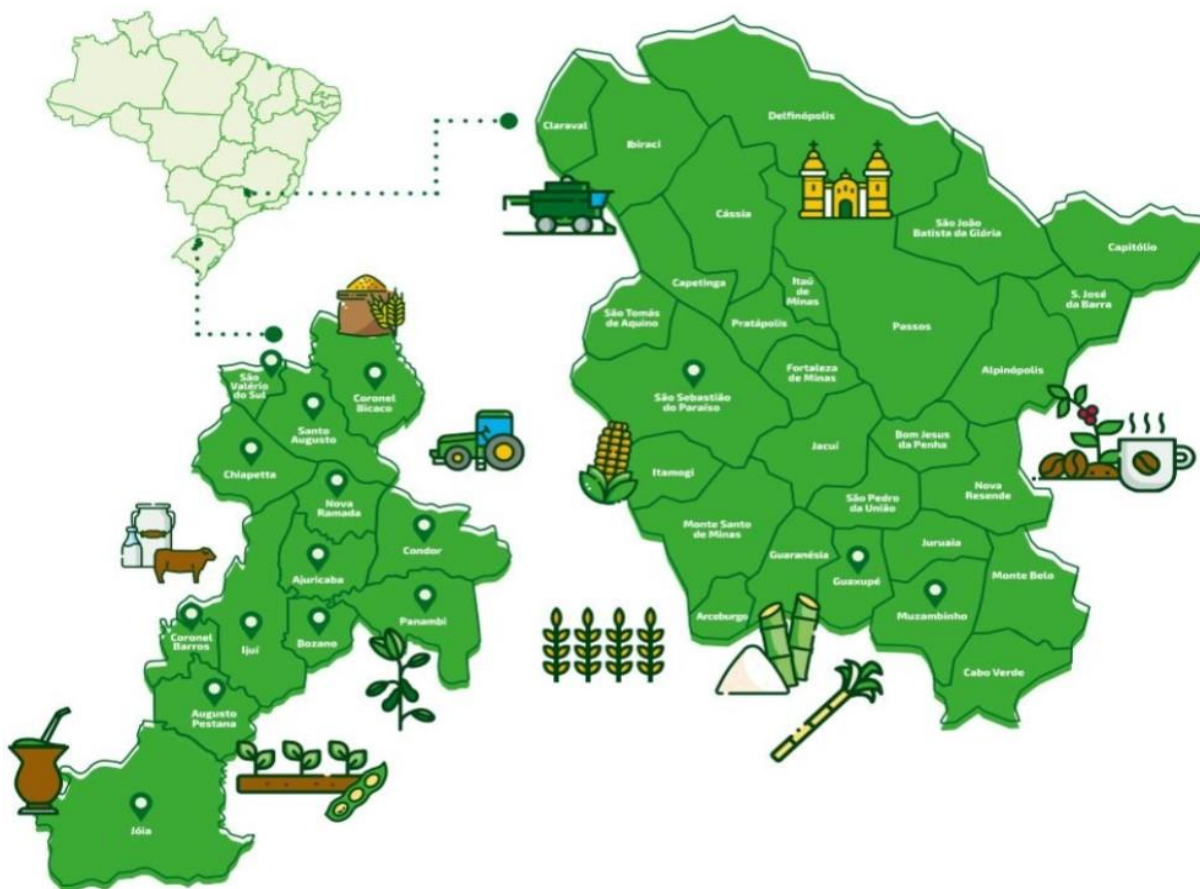 Claraval
Ibiraci
Delfinópolis
Cássia
São João
Batista da Glória
Capitólio
Capetinga
Itaú
de
Minas
S. José
da Barra
São Tomás
de Aquino
Pratápolis
Passos
Fortaleza
de Minas
Alpinópolis
São Sebastião
do Paraíso
Jacuí
Bom Jesus
da Penha
Itamogi
Nova
Resende
São Pedro
da União
Monte Santo
de Minas
Guaranésia
Juruaia
Guaxupé
Monte Belo
Arceburgo
Muzambinho
Cabo Verde
São
Valério
do Sul
Coronel
Bicaco
Santo
Augusto
Chiapetta
Nova
Ramada
Condor
Ajuricaba
Panambi
Coronel
Barros
Ijuí
Bozano
Augusto
Pestana
Jóia